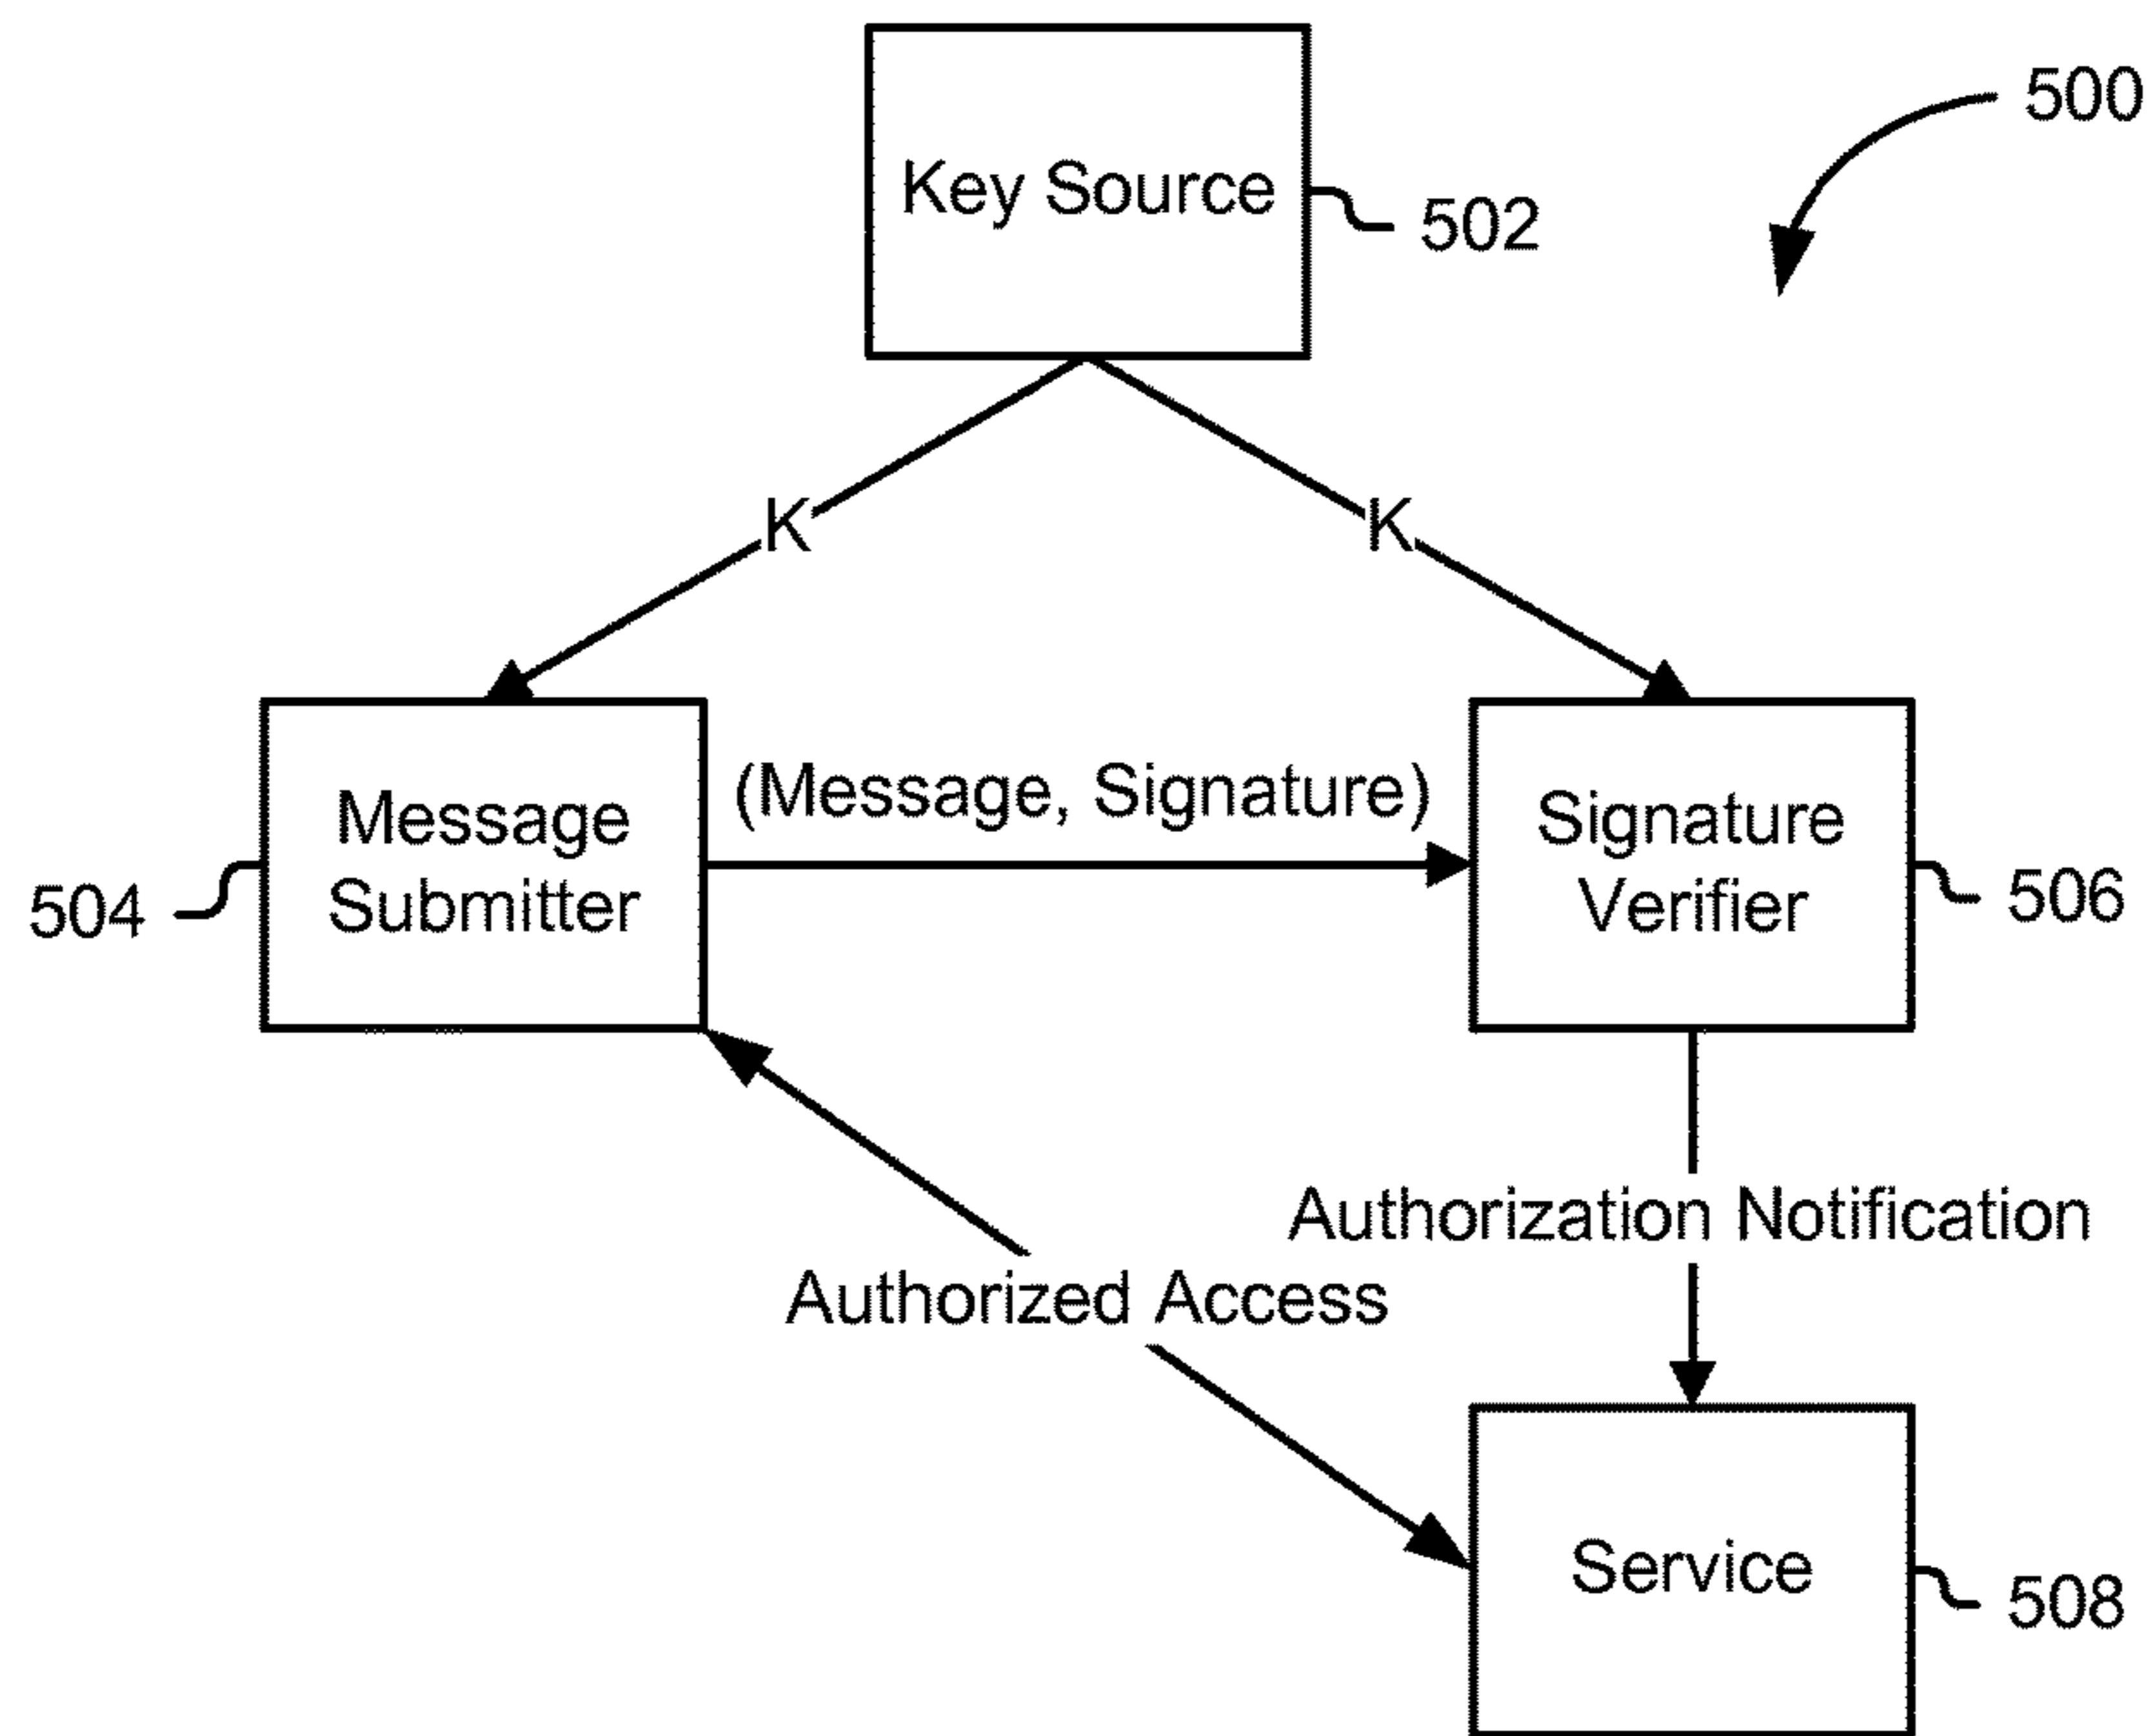 500
Key Source
502
K
K
(Message, Signature)
Message
Submitter
Signature
Verifier
504
506
Authorization Notification
Authorized Access
Service
508